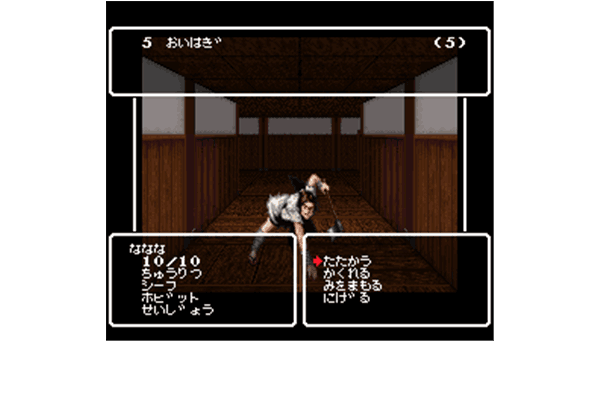 5 おいはぎ (5)
ななな
10/10
ちゅうりつ
シーフ
ホビット
せいじょう
たたかう
かくれる
みをまもる
にげる